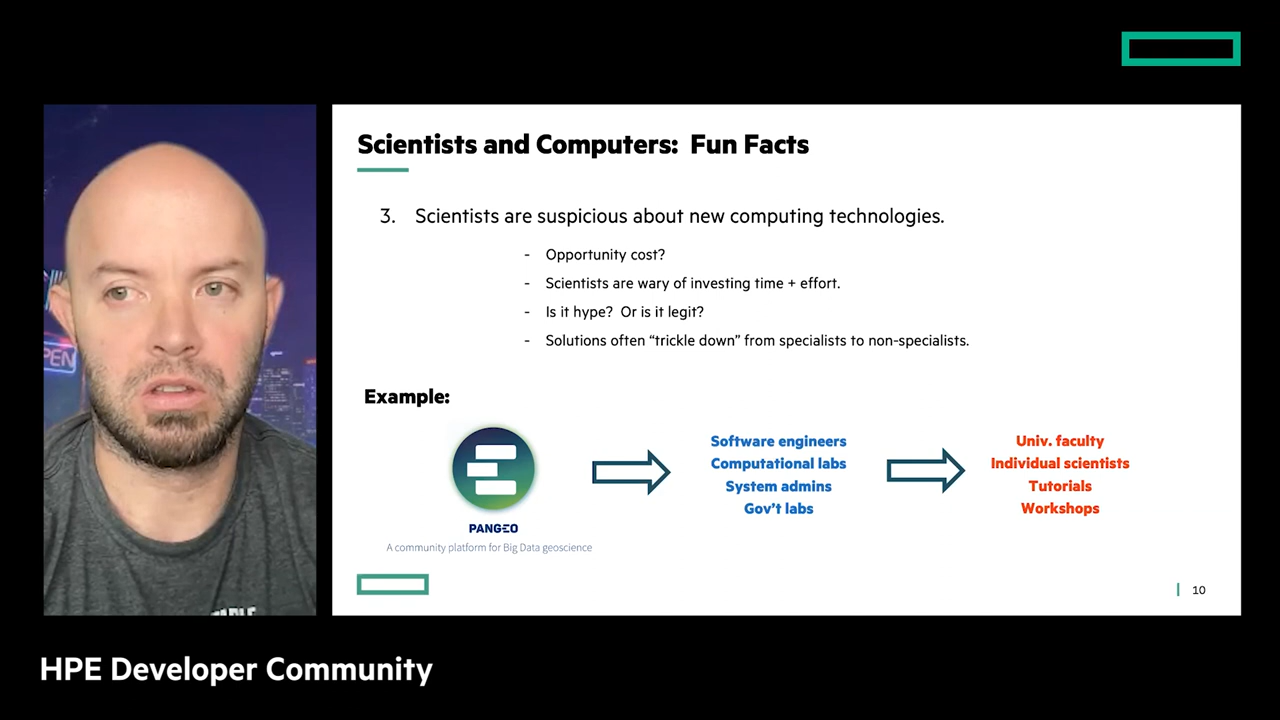 Scientists and Computers: Fun Facts
3. Scientists are suspicious about new computing technologies.
- Opportunity cost?
- Scientists are wary of investing time + effort.
- Is it hype? Or is it legit?
- Solutions often “trickle down” from specialists to non-specialists.
Example:
PANGEO
A community platform for Big Data geoscience
Software engineers
Computational labs
System admins
Gov’t labs
Univ. faculty
Individual scientists
Tutorials
Workshops
10
PEN
HPE Developer Community